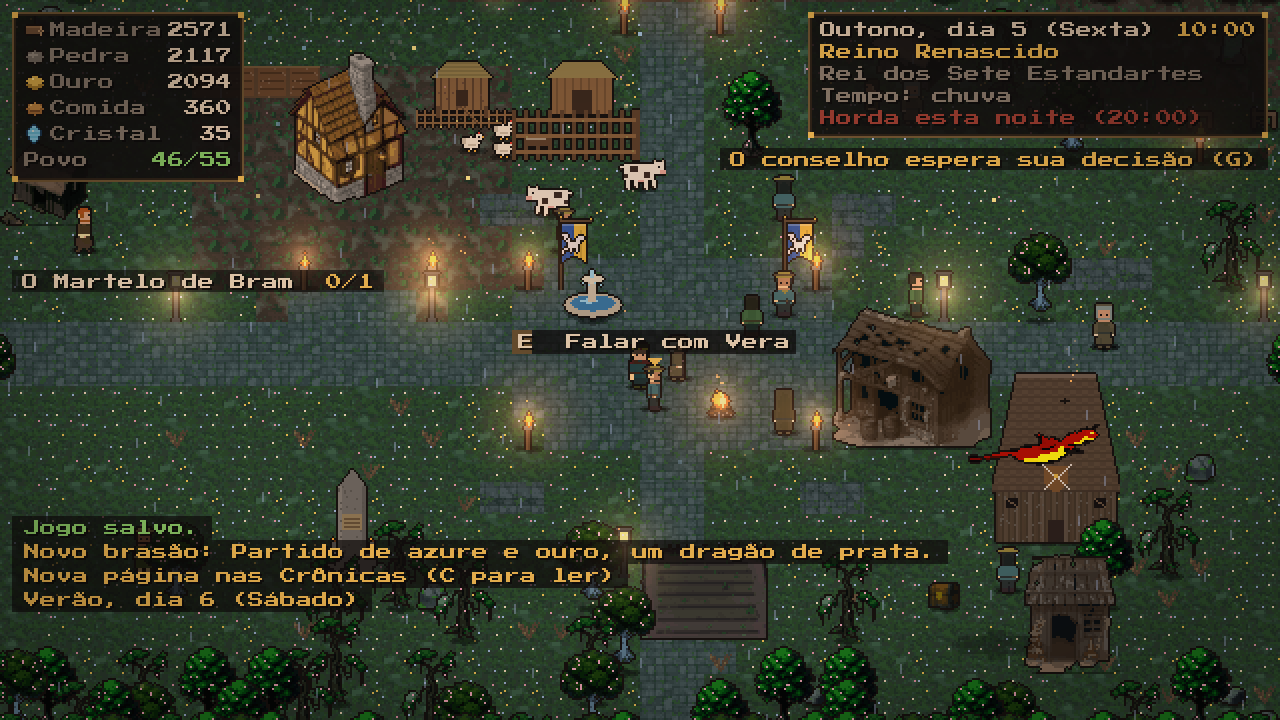 Madeira 2571
Pedra 2117
Ouro 2094
Comida 360
Cristal 35
Povo 46/55
Outono, dia 5 (Sexta) 10:00
Reino Renascido
Rei dos Sete Estandartes
Tempo: chuva
Horda esta noite (20:00)
O conselho espera sua decisão (G)
O Martelo de Bram 0/1
E Falar com Vera
Jogo salvo.
Novo brasão: Partido de azure e ouro, um dragão de prata.
Nova página nas Crônicas (C para ler)
Verão, dia 6 (Sábado)